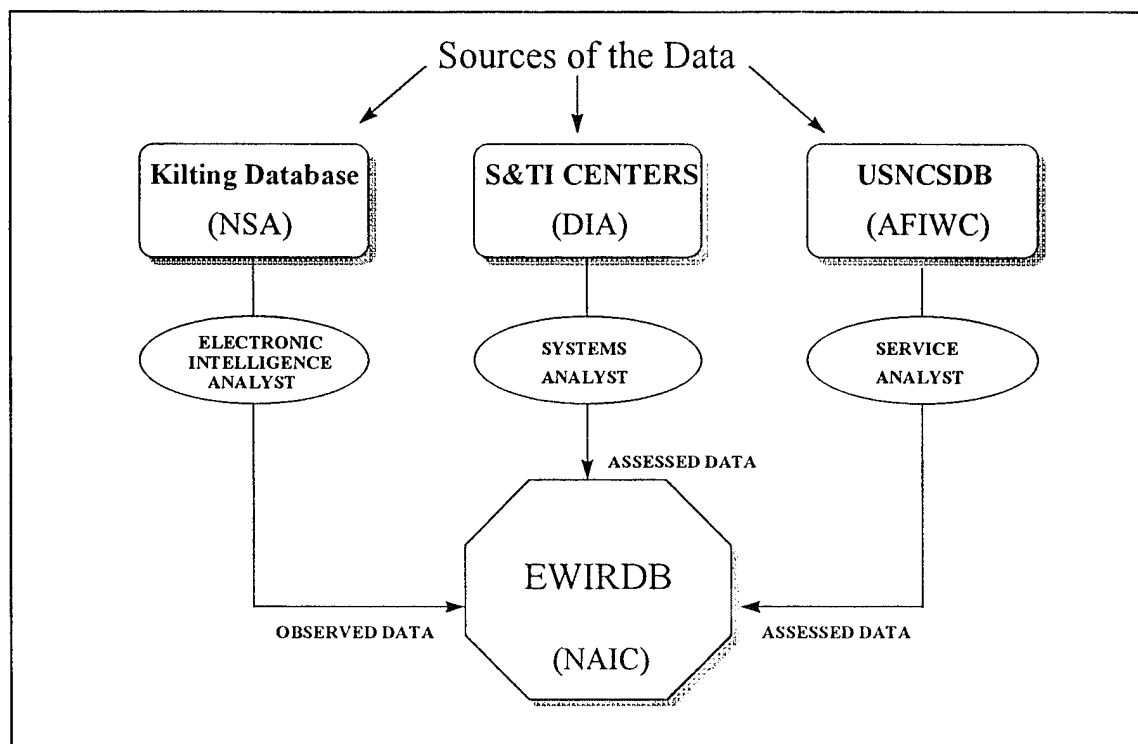 Sources of the Data
Kilting Database
(NSA)
S&TI CENTERS
(DIA)
USNCSDB
(AFIWC)
ELECTRONIC
INTELLIGENCE
ANALYST
SYSTEMS
ANALYST
SERVICE
ANALYST
ASSESSED DATA
EWIRDB
(NAIC)
OBSERVED DATA
ASSESSED DATA